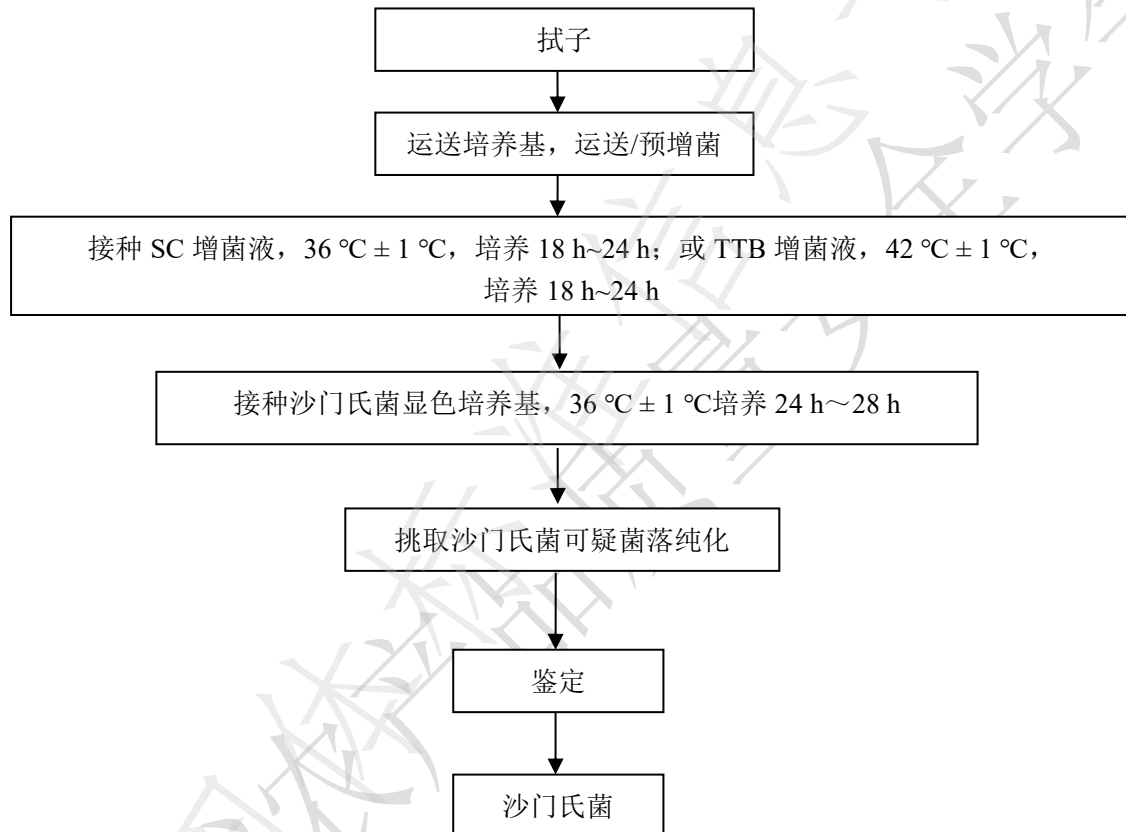 拭子
运送培养基，运送/预增菌
接种 SC 增菌液，36 °C ± 1 °C，培养 18 h~24 h；或 TTB 增菌液，42 °C ± 1 °C，
培养 18 h~24 h
接种沙门氏菌显色培养基，36 °C ± 1 °C培养 24 h～28 h
挑取沙门氏菌可疑菌落纯化
鉴定
沙门氏菌